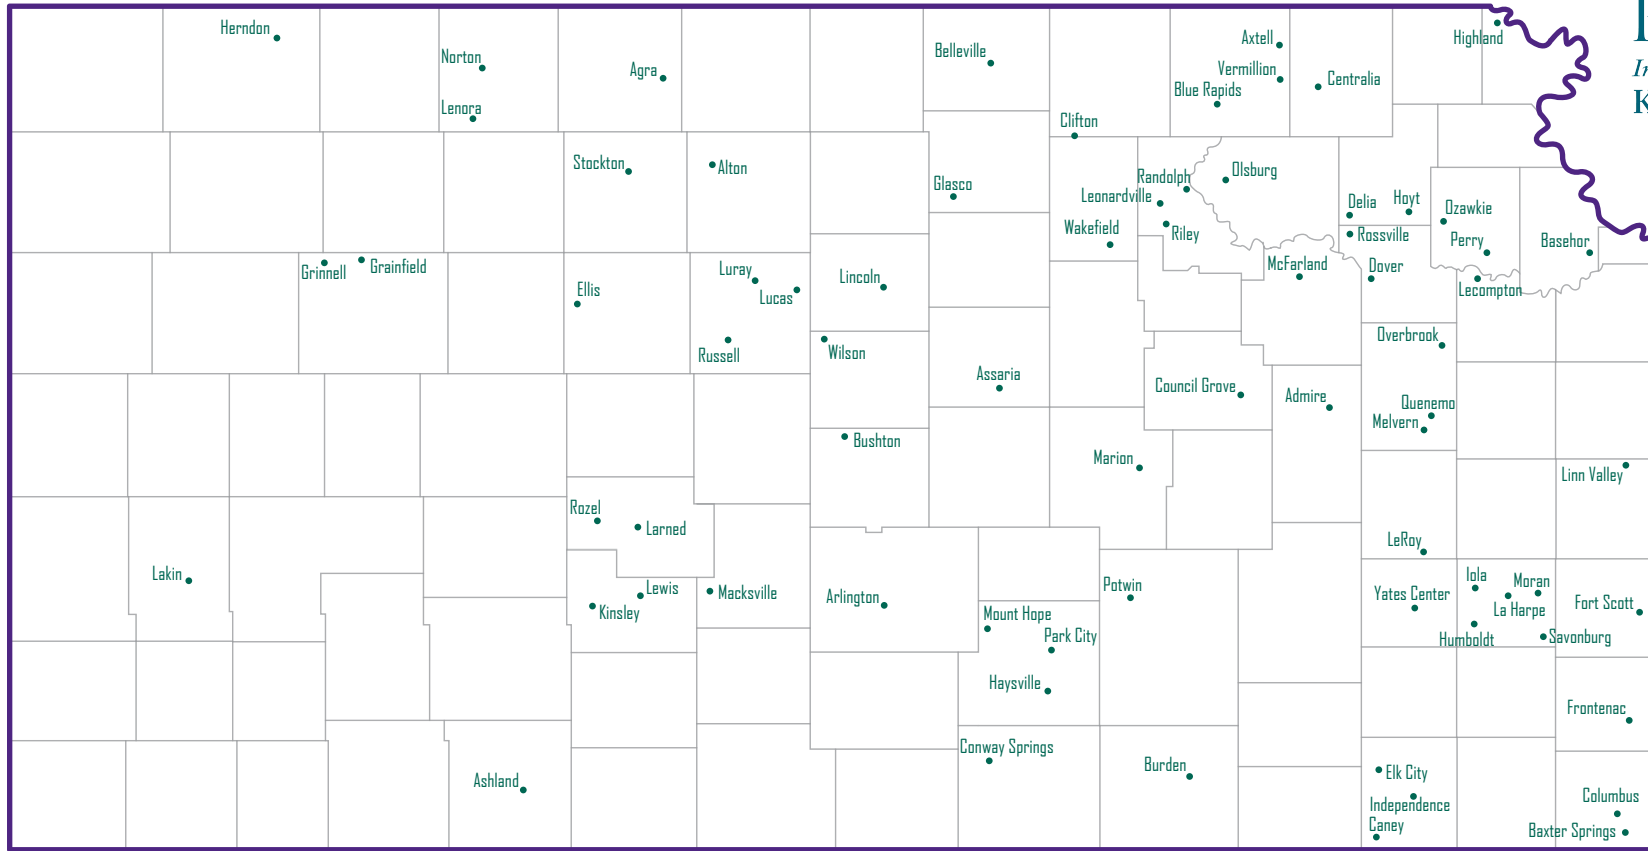 Herndon
Norton
Lenora
Agra
Belleville
Axtell
Vermillion
Blue Rapids
Centralia
Highland
In
K
Clifton
Stockton
Alton
Glasco
Randolph
Leonardville
Olsburg
Wakefield
Riley
Delia
Hoyt
Rossville
Ozawkie
Perry
Basehor
Grinnell
Grainfield
Ellis
Luray
Lucas
Russell
Lincoln
Wilson
McFarland
Dover
Lecompton
Overbrook
Assaria
Council Grove
Admire
Quenemo
Melvern
Bushton
Marion
Linn Valley
Rozel
Larned
LeRoy
Lakin
Lewis
Kinsley
Macksville
Arlington
Mount Hope
Park City
Haysville
Potwin
Yates Center
Iola
Moran
La Harpe
Humboldt
Savonburg
Fort Scott
Frontenac
Conway Springs
Burden
Ashland
Elk City
Independence
Caney
Columbus
Baxter Springs